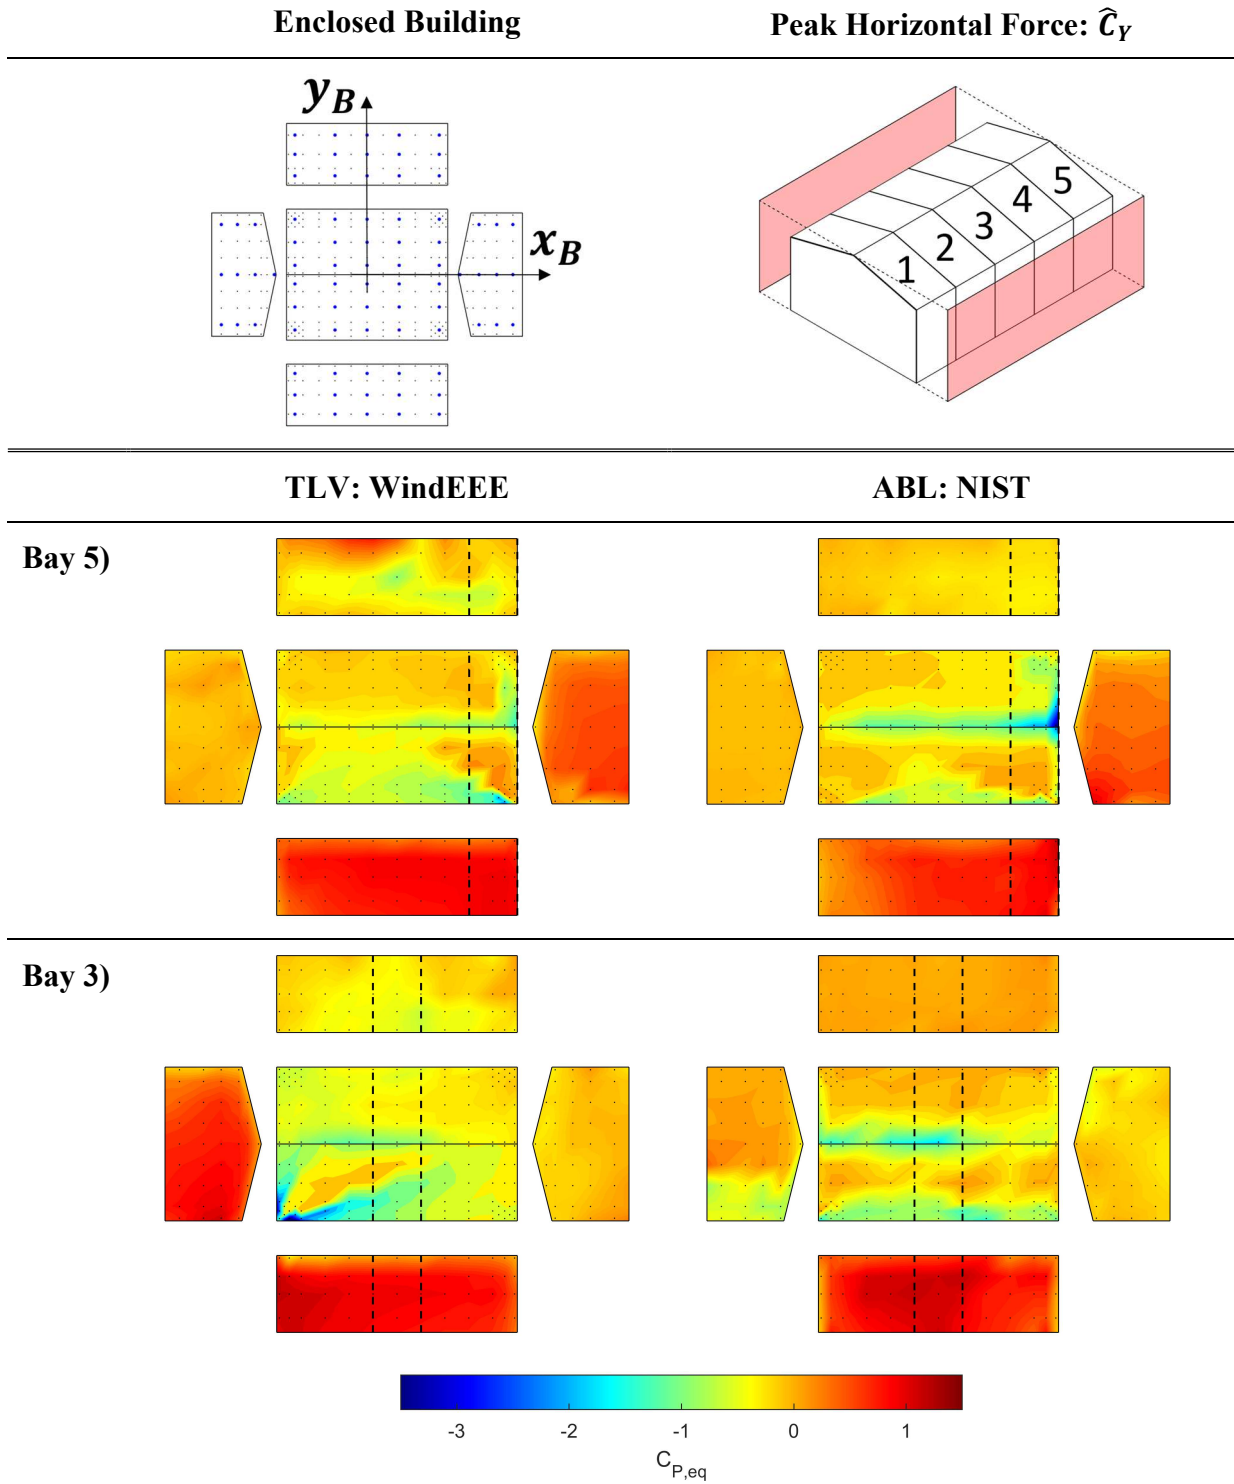 Enclosed Building
Peak Horizontal Force: Ĉ_Y
y_B
x_B
1
2
3
4
5
TLV: WindEEE
ABL: NIST
Bay 5)
Bay 3)
-3 -2 -1 0 1
C_P,eq